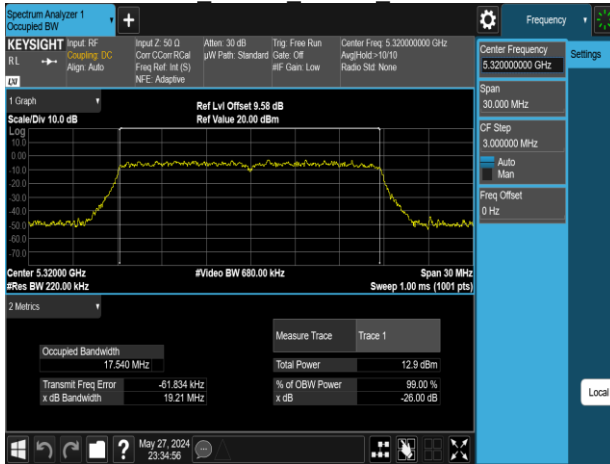 Spectrum Analyzer 1
Occupied BW
Frequency
KEYSIGHT
RL
LXI
Input: RF
Coupling: DC
Align: Auto
Input Z: 50 Ω
Corr CCorr RCal
Freq Ref: Int (S)
NFE: Adaptive
Atten: 30 dB
µW Path: Standard
Trig: Free Run
Gate: Off
#IF Gain: Low
Center Freq: 5.320000000 GHz
Avg|Hold:>10/10
Radio Std: None
Center Frequency
5.320000000 GHz
Settings
Span
30.000 MHz
CF Step
3.000000 MHz
Auto
Man
Freq Offset
0 Hz
Local
1 Graph
Scale/Div 10.0 dB
Ref Lvl Offset 9.58 dB
Ref Value 20.00 dBm
Log
10.0
0.00
-10.0
-20.0
-30.0
-40.0
-50.0
-60.0
-70.0
Center 5.32000 GHz
#Video BW 680.00 kHz
Span 30 MHz
#Res BW 220.00 kHz
Sweep 1.00 ms (1001 pts)
2 Metrics
Measure Trace Trace 1
Occupied Bandwidth
17.540 MHz
Total Power 12.9 dBm
Transmit Freq Error -61.834 kHz
% of OBW Power 99.00 %
x dB Bandwidth 19.21 MHz
x dB -26.00 dB
May 27, 2024
23:34:56